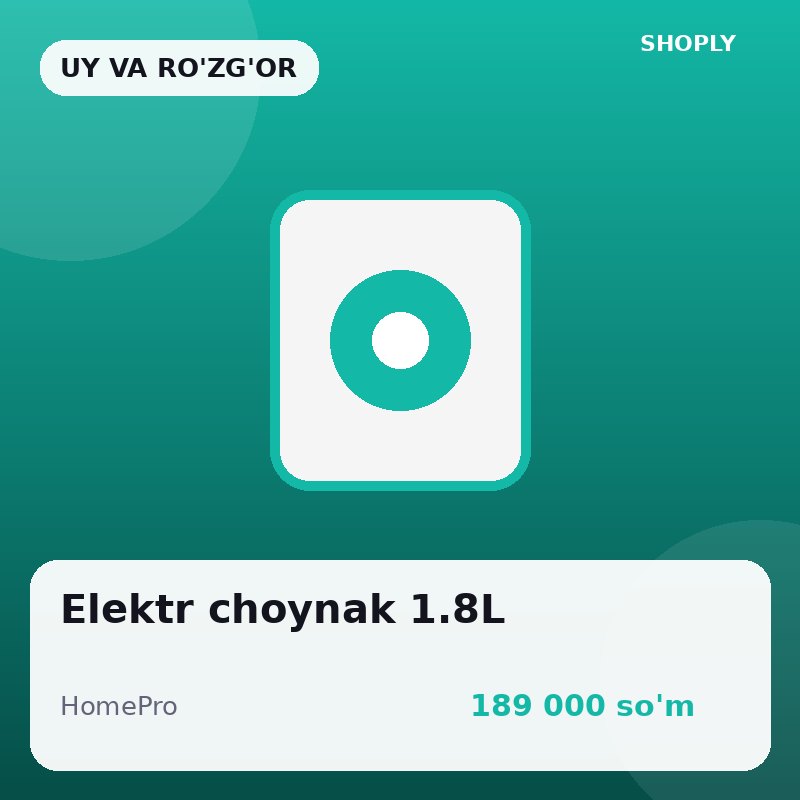 UY VA RO'ZG'OR
SHOPLY
Elektr choynak 1.8L
HomePro
189 000 so'm